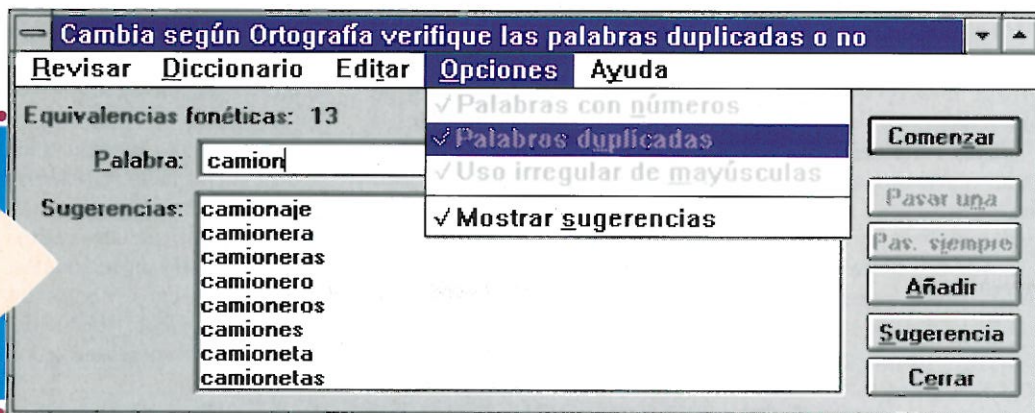 Cambia según Ortografía verifique las palabras duplicadas o no
Revisar Diccionario Editar Opciones Ayuda
Equivalencias fonéticas: 13
Palabra: camion
Sugerencias:
camionaje
camionera
camioneras
camionero
camioneros
camiones
camioneta
camionetas
√ Palabras con números
√ Palabras duplicadas
√ Uso irregular de mayúsculas
√ Mostrar sugerencias
Comenzar
Pasar una
Pas. siempre
Añadir
Sugerencia
Cerrar